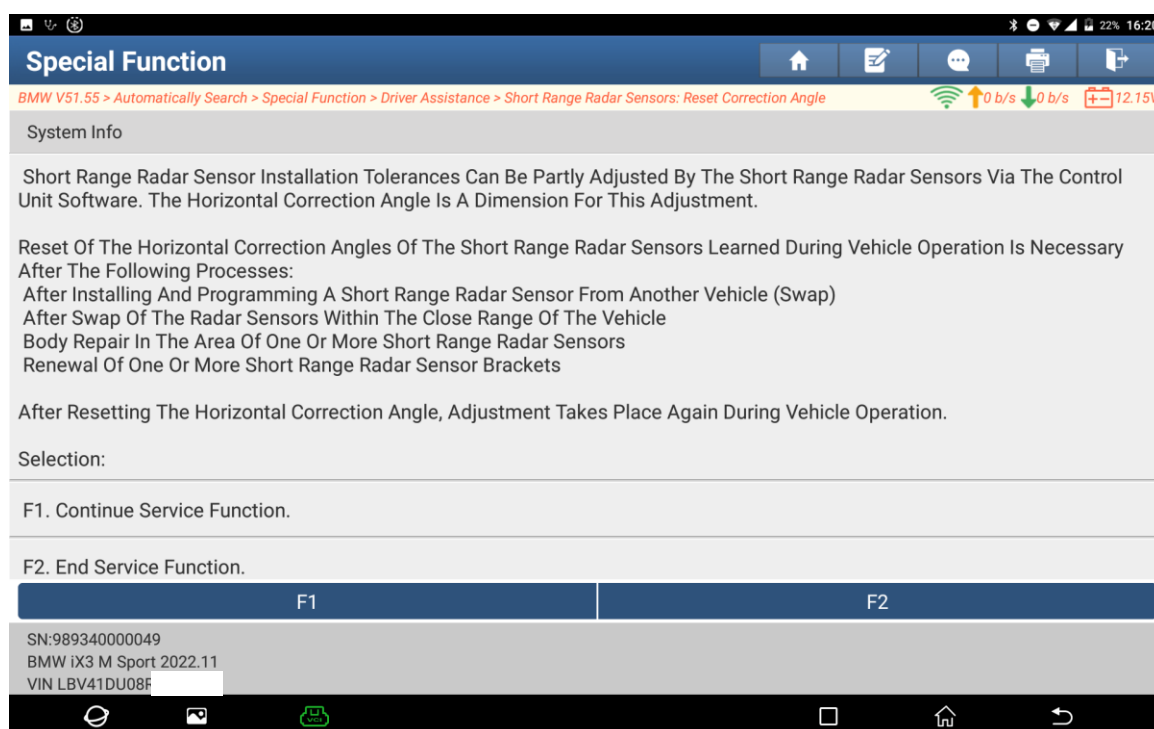 22% 16:20
Special Function
BMW V51.55 > Automatically Search > Special Function > Driver Assistance > Short Range Radar Sensors: Reset Correction Angle 0 b/s 0 b/s 12.15V
System Info
Short Range Radar Sensor Installation Tolerances Can Be Partly Adjusted By The Short Range Radar Sensors Via The Control
Unit Software. The Horizontal Correction Angle Is A Dimension For This Adjustment.
Reset Of The Horizontal Correction Angles Of The Short Range Radar Sensors Learned During Vehicle Operation Is Necessary
After The Following Processes:
After Installing And Programming A Short Range Radar Sensor From Another Vehicle (Swap)
After Swap Of The Radar Sensors Within The Close Range Of The Vehicle
Body Repair In The Area Of One Or More Short Range Radar Sensors
Renewal Of One Or More Short Range Radar Sensor Brackets
After Resetting The Horizontal Correction Angle, Adjustment Takes Place Again During Vehicle Operation.
Selection:
F1. Continue Service Function.
F2. End Service Function.
F1 F2
SN:989340000049
BMW iX3 M Sport 2022.11
VIN LBV41DU08R
VCI